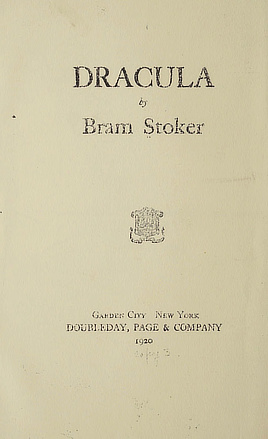 DRACULA
by
Bram Stoker
GARDEN CITY NEW YORK
DOUBLEDAY, PAGE & COMPANY
1920